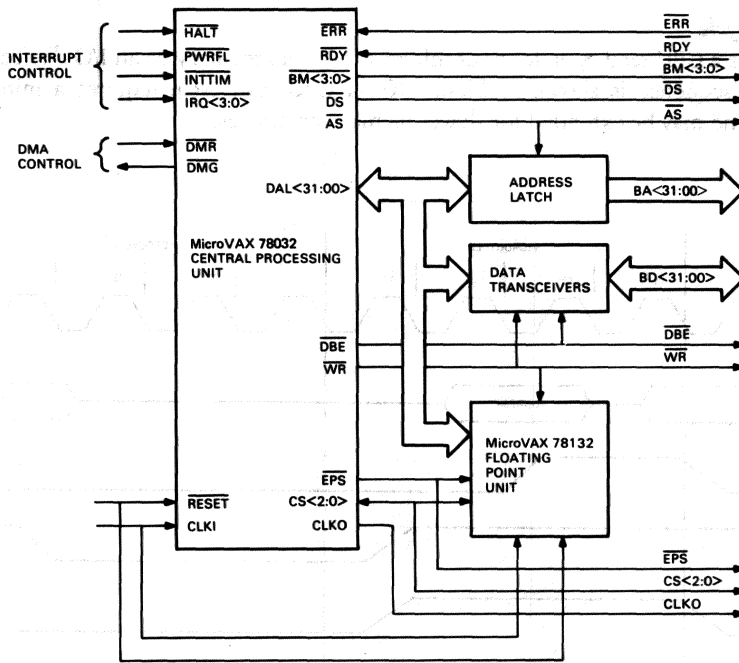 INTERRUPT
CONTROL
DMA
CONTROL
HALT
PWRFL
INTTIM
IRQ<3:0>
DMR
DMG
MicroVAX 78032
CENTRAL PROCESSING
UNIT
RESET
CLKI
ERR
RDY
BM<3:0>
DS
AS
DAL<31:00>
DBE
WR
EPS
CS<2:0>
CLKO
ADDRESS
LATCH
DATA
TRANSCEIVERS
MicroVAX 78132
FLOATING
POINT
UNIT
ERR
RDY
BM<3:0>
DS
AS
BA<31:00>
BD<31:00>
DBE
WR
EPS
CS<2:0>
CLKO